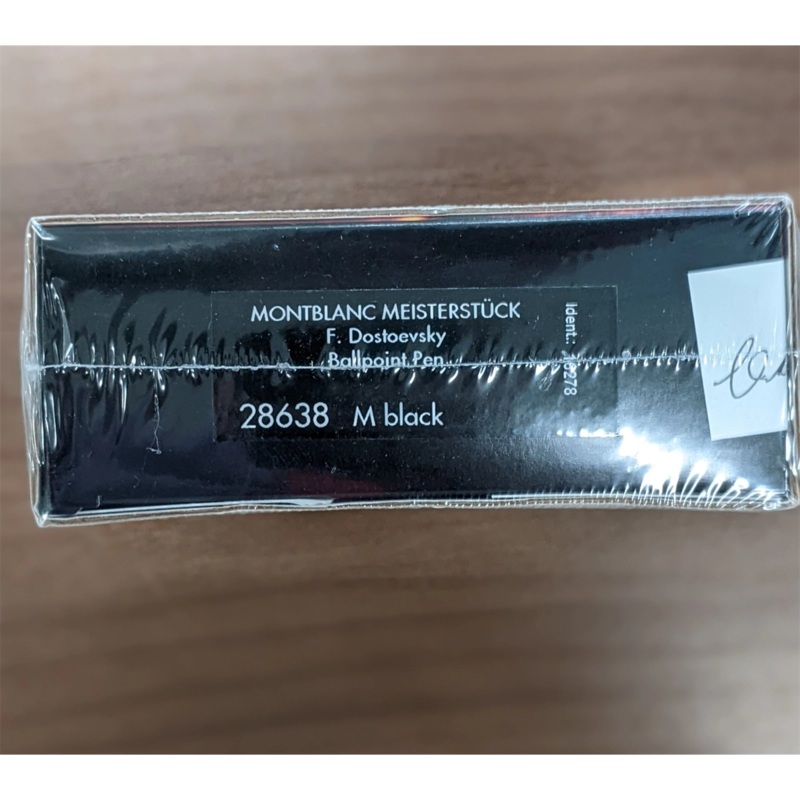 MONTBLANC MEISTERSTÜCK
F. Dostoevsky
Ballpoint Pen
28638 M black
Ident.: